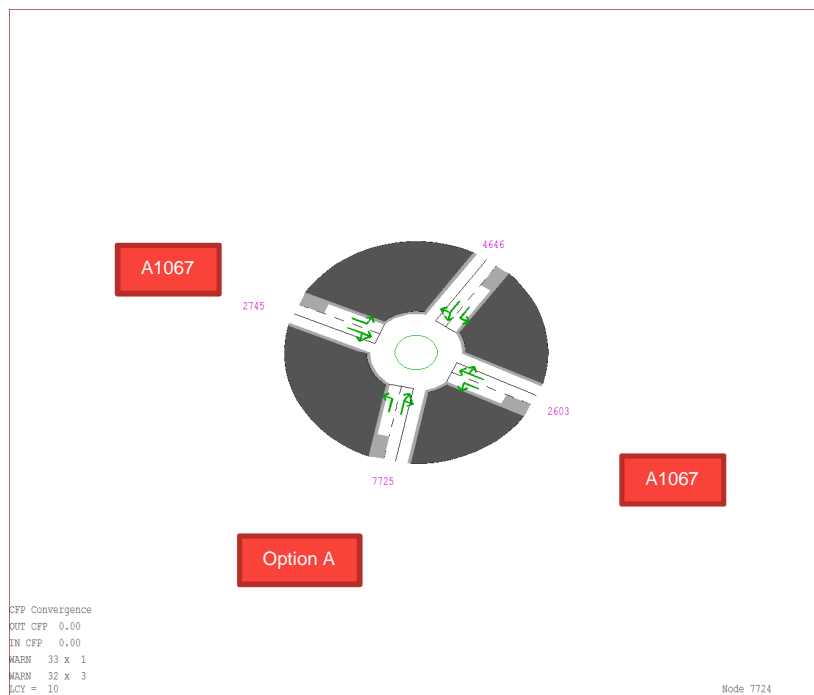 4646
A1067
2745
2603
A1067
7725
Option A
CFP Convergence
OUT CFP 0.00
IN CFP 0.00
WARN 33 x 1
WARN 32 x 3
LCY = 10
Node 7724